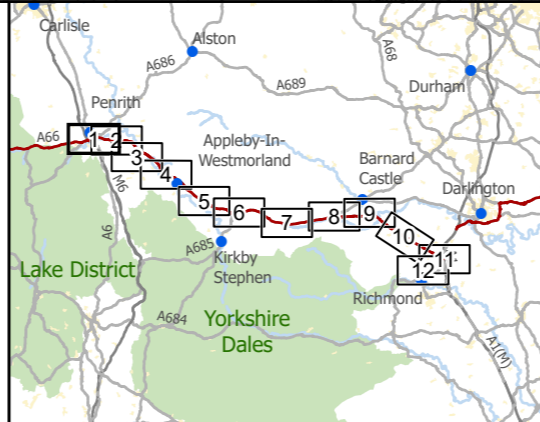 Carlisle
Alston
A686
A68
A689
Durham
Penrith
A66
1
2
3
4
5
6
7
8
9
10
11
12
Appleby-In-
Westmorland
Barnard
Castle
Darlington
M6
A6
A685
Kirkby
Stephen
Lake District
Richmond
A684
Yorkshire
Dales
A1(M)